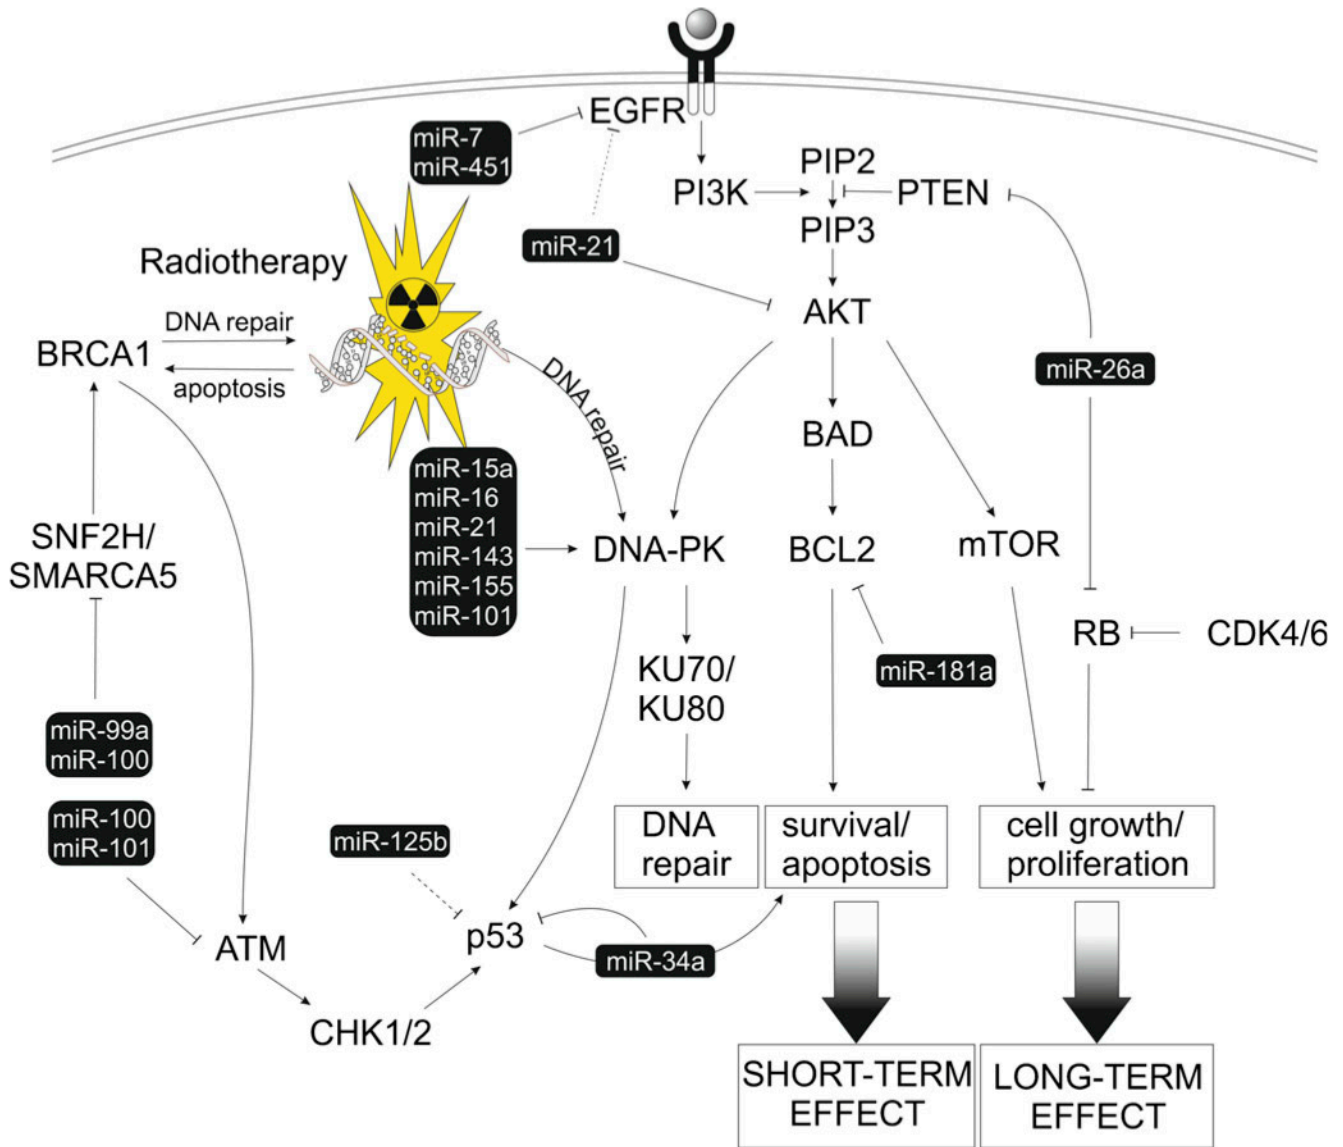 EGFR
miR-7
miR-451
PIP2
PI3K
PTEN
PIP3
miR-21
Radiotherapy
AKT
DNA repair
BRCA1
apoptosis
miR-26a
DNA repair
BAD
miR-15a
miR-16
miR-21
miR-143
miR-155
miR-101
SNF2H/
SMARCA5
DNA-PK
BCL2
mTOR
RB
CDK4/6
KU70/
KU80
miR-181a
miR-99a
miR-100
miR-100
miR-101
miR-125b
DNA
repair
survival/
apoptosis
cell growth/
proliferation
ATM
p53
miR-34a
CHK1/2
SHORT-TERM
EFFECT
LONG-TERM
EFFECT